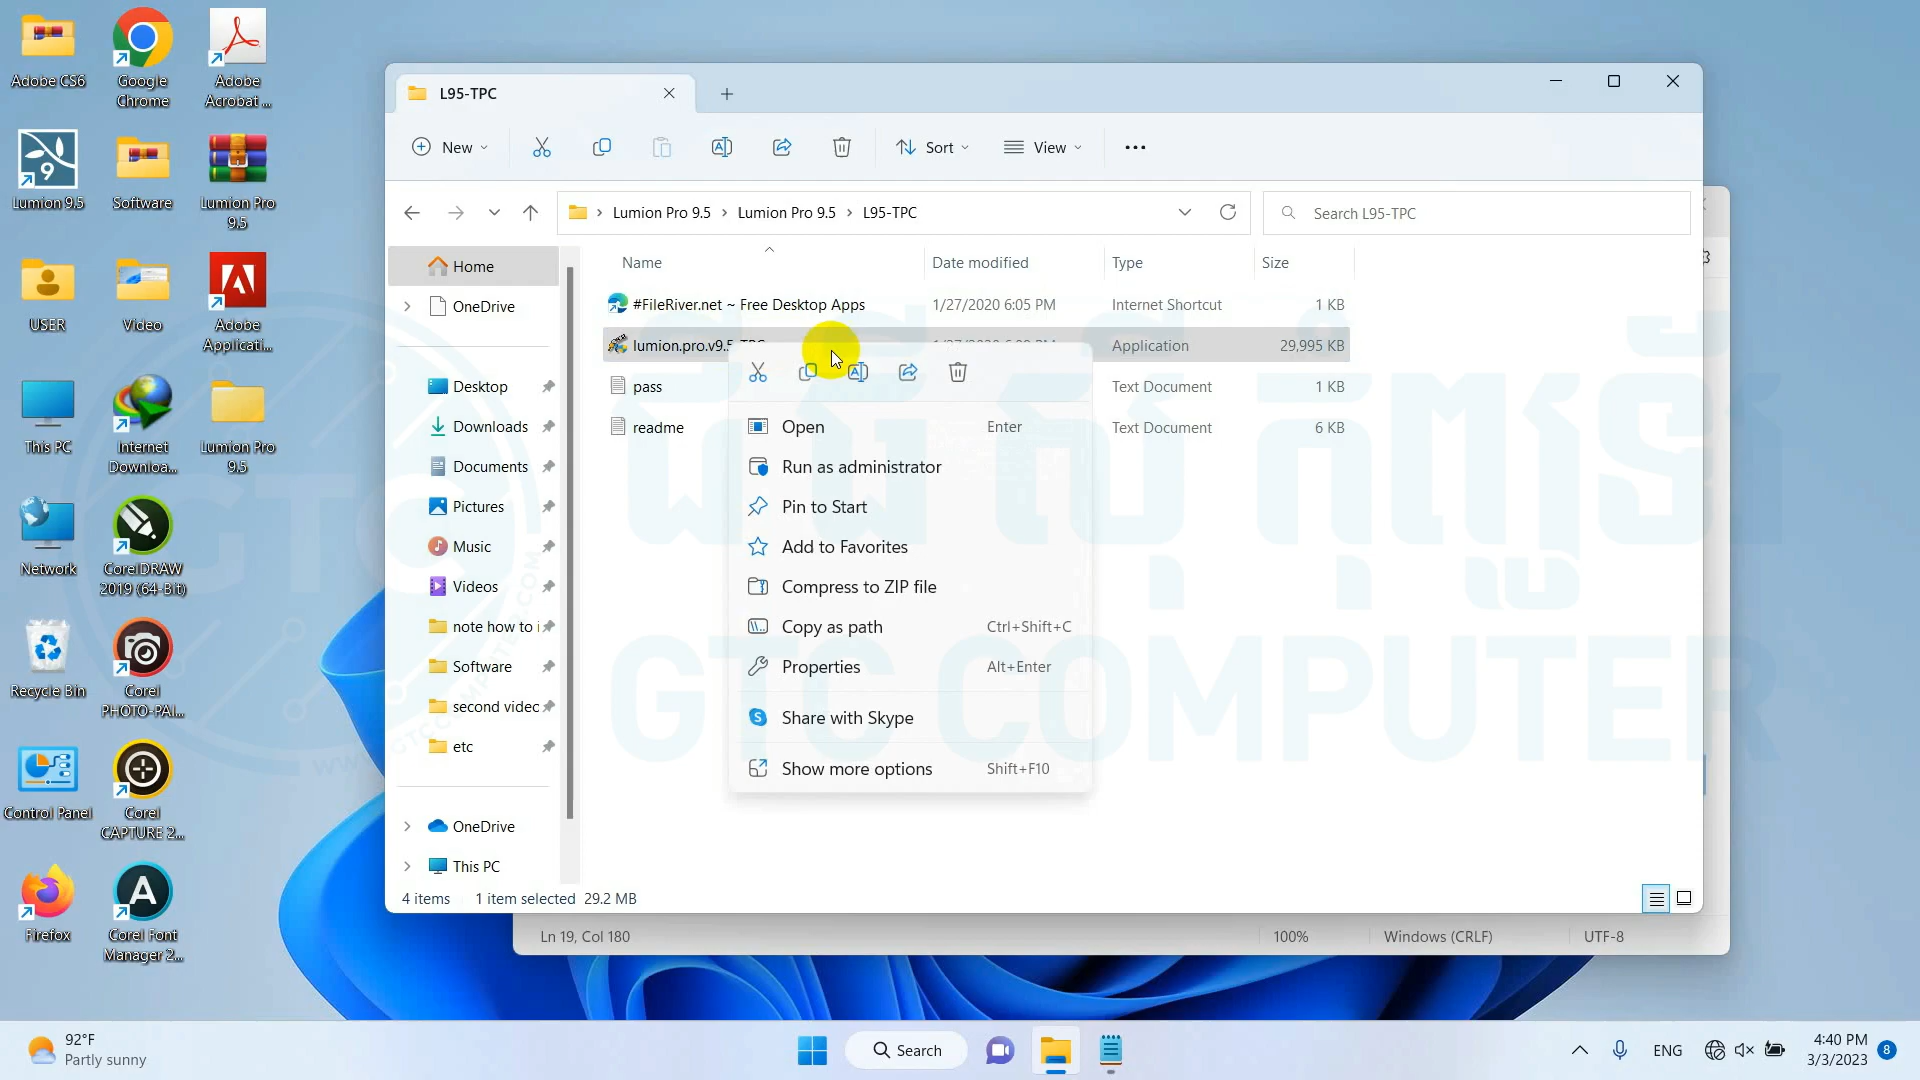 Adobe CS6
Google
Chrome
Adobe
Acrobat ...
Lumion 9.5
Software
Lumion Pro
9.5
USER
Video
Adobe
Applicati...
This PC
Internet
Downloa...
Lumion Pro
9.5
Network
CorelDRAW
2019 (64-Bit)
Recycle Bin
Corel
PHOTO-PAI...
Control Panel
Corel
CAPTURE 2...
Firefox
Corel Font
Manager 2...
L95-TPC
New
Sort
View
Lumion Pro 9.5 > Lumion Pro 9.5 > L95-TPC
Search L95-TPC
Home
OneDrive
Desktop
Downloads
Documents
Pictures
Music
Videos
note how to i
Software
second videc
etc
OneDrive
This PC
Name Date modified Type Size
#FileRiver.net ~ Free Desktop Apps 1/27/2020 6:05 PM Internet Shortcut 1 KB
lumion.pro.v9.5 Application 29,995 KB
pass Text Document 1 KB
readme Text Document 6 KB
Open Enter
Run as administrator
Pin to Start
Add to Favorites
Compress to ZIP file
Copy as path Ctrl+Shift+C
Properties Alt+Enter
Share with Skype
Show more options Shift+F10
GTC COMPUTER
4 items 1 item selected 29.2 MB
Ln 19, Col 180 100% Windows (CRLF) UTF-8
92°F
Partly sunny
Search
ENG
4:40 PM
3/3/2023
8